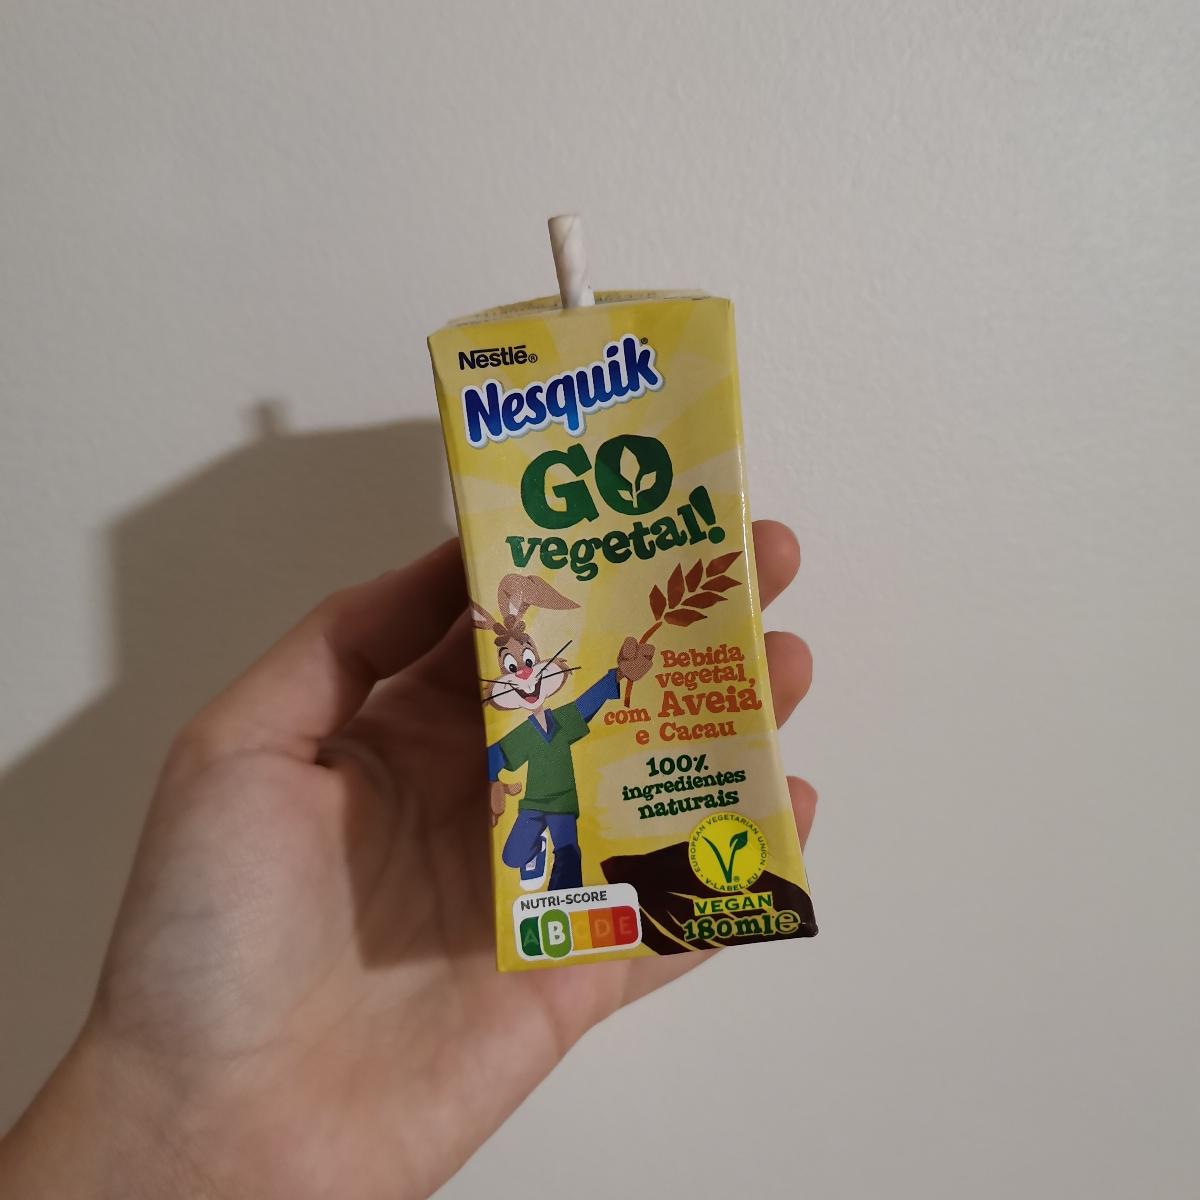 Nestlé®
Nesquik®
GO
vegetal!
Bebida
vegetal,
com Aveia
e Cacau
100%
ingredientes
naturais
EUROPEAN VEGETARIAN UNION
V-LABEL.EU
VEGAN
180ml e
NUTRI-SCORE
A B C D E